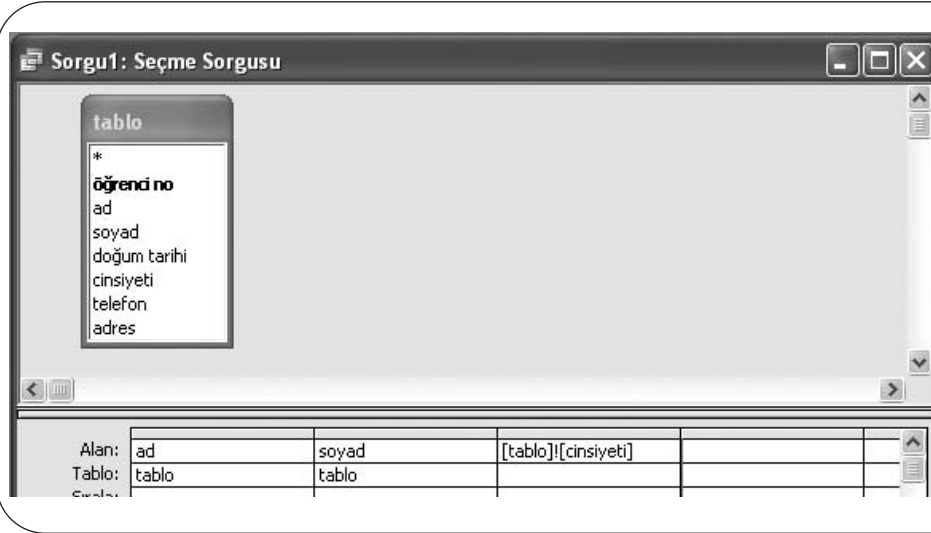 Sorgu1: Seçme Sorgusu
tablo
*
öğrenci no
ad
soyad
doğum tarihi
cinsiyeti
telefon
adres
Alan: ad soyad [tablo]![cinsiyeti]
Tablo: tablo tablo
Sırala: